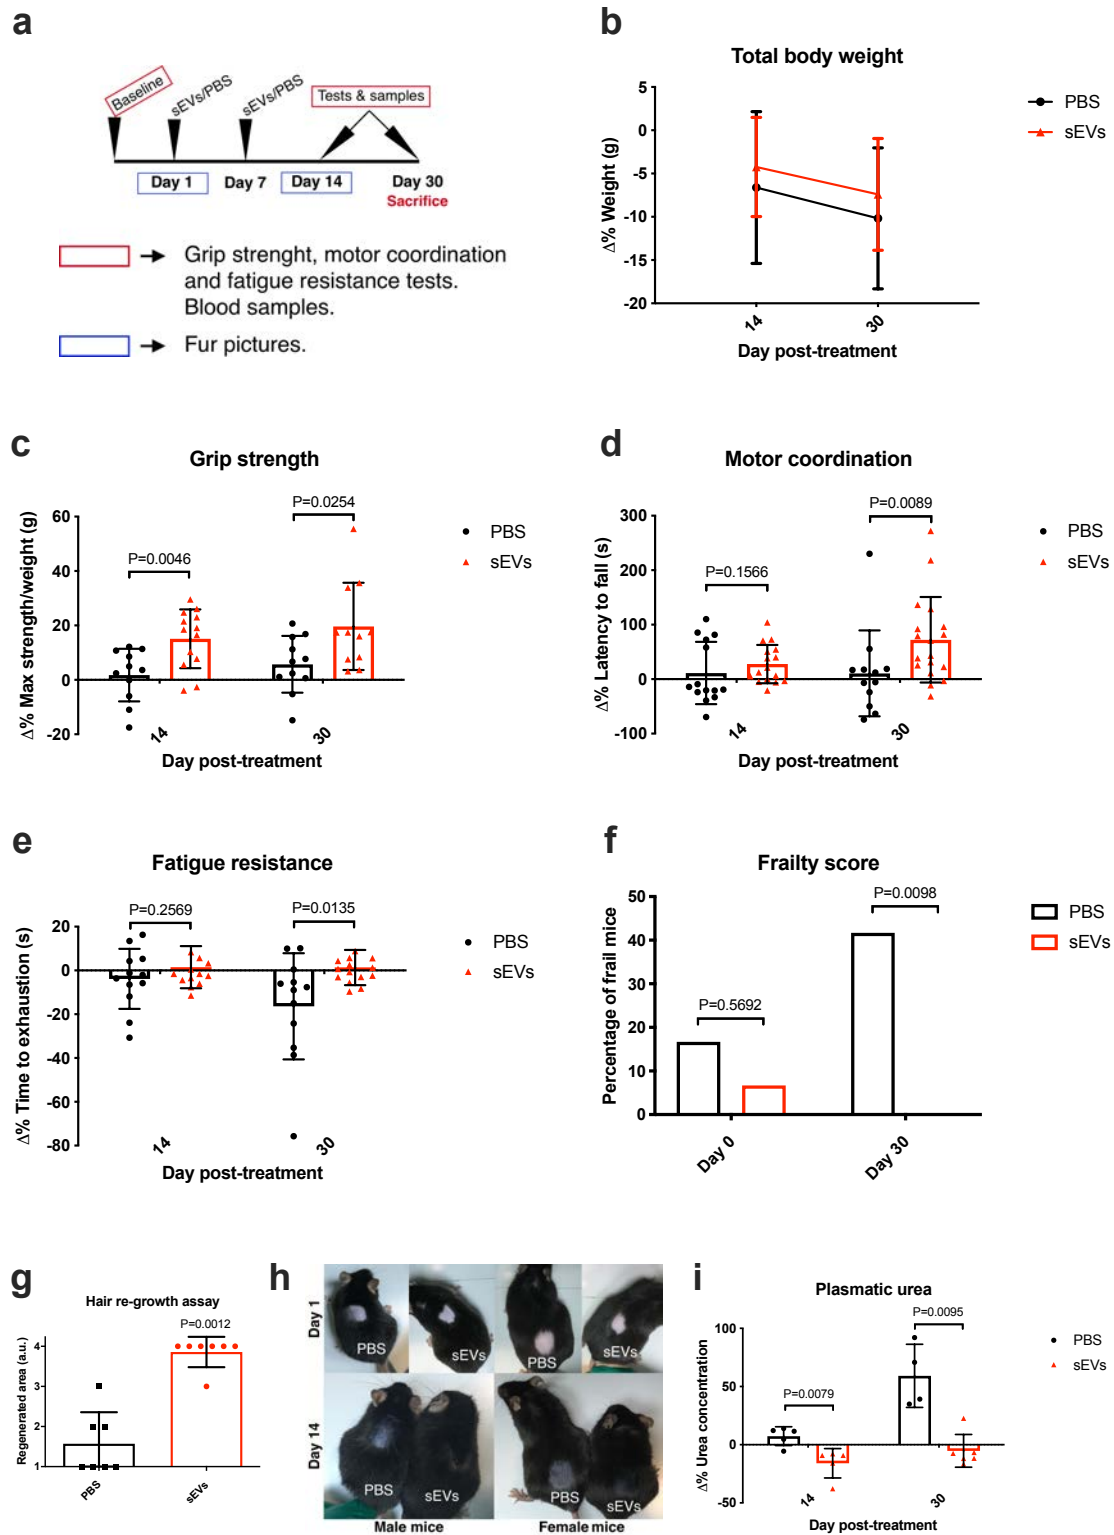 a
Baseline
sEVs/PBS
sEVs/PBS
Tests & samples
Day 1
Day 7
Day 14
Day 30
Sacrifice
Grip strenght, motor coordination
and fatigue resistance tests.
Blood samples.
Fur pictures.
b
Total body weight
Δ% Weight (g)
5
0
-5
-10
-15
-20
14
30
Day post-treatment
PBS
sEVs
c
Grip strength
Δ% Max strength/weight (g)
60
40
20
0
-20
P=0.0046
P=0.0254
14
30
Day post-treatment
PBS
sEVs
d
Motor coordination
Δ% Latency to fall (s)
300
200
100
0
-100
P=0.1566
P=0.0089
14
30
Day post-treatment
PBS
sEVs
e
Fatigue resistance
Δ% Time to exhaustion (s)
20
0
-20
-40
-60
-80
P=0.2569
P=0.0135
14
30
Day post-treatment
PBS
sEVs
f
Frailty score
Percentage of frail mice
50
40
30
20
10
0
P=0.5692
P=0.0098
Day 0
Day 30
PBS
sEVs
g
Hair re-growth assay
P=0.0012
Regenerated area (a.u.)
4
3
2
1
PBS
sEVs
h
Day 1
PBS
sEVs
PBS
sEVs
Day 14
PBS
sEVs
PBS
sEVs
Male mice
Female mice
i
Plasmatic urea
Δ% Urea concentration
100
50
0
-50
P=0.0079
P=0.0095
14
30
Day post-treatment
PBS
sEVs